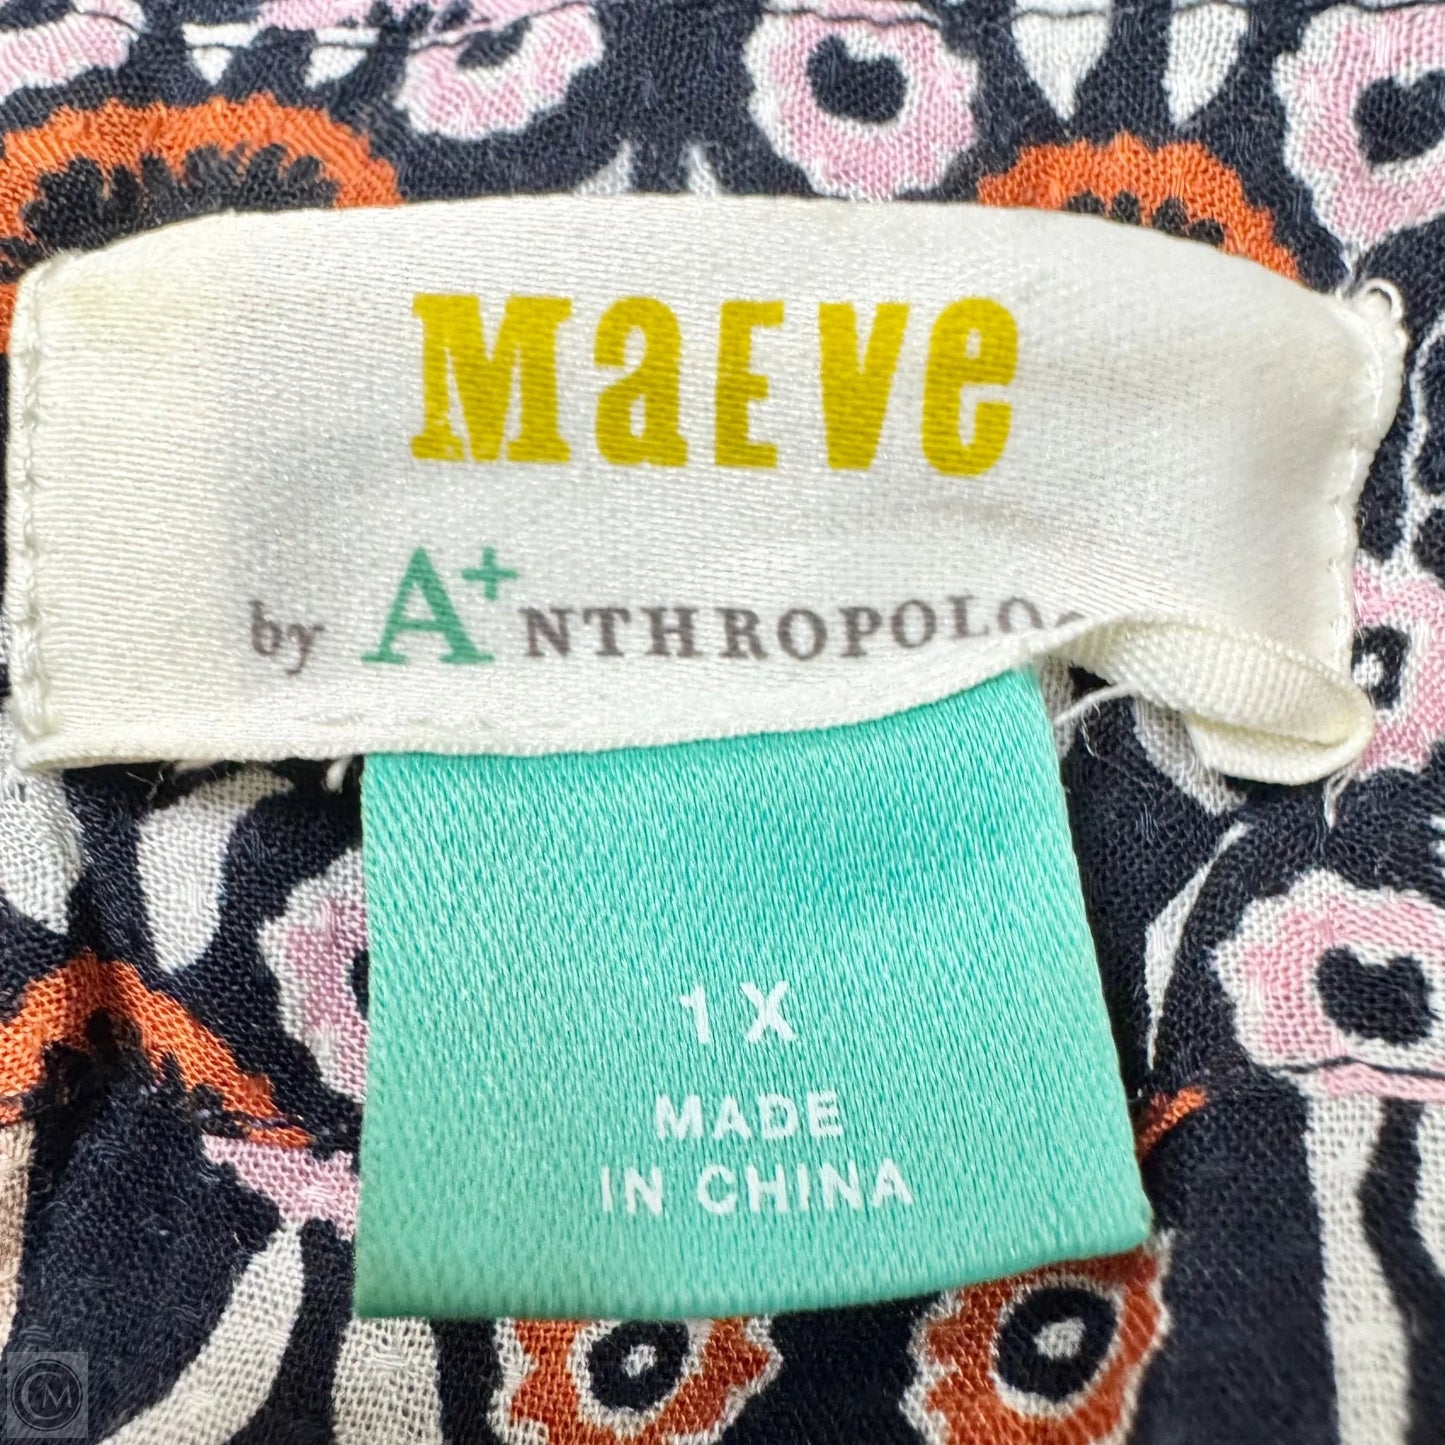 MaEVe
by A+NTHROPOLO
1X
MADE
IN CHINA